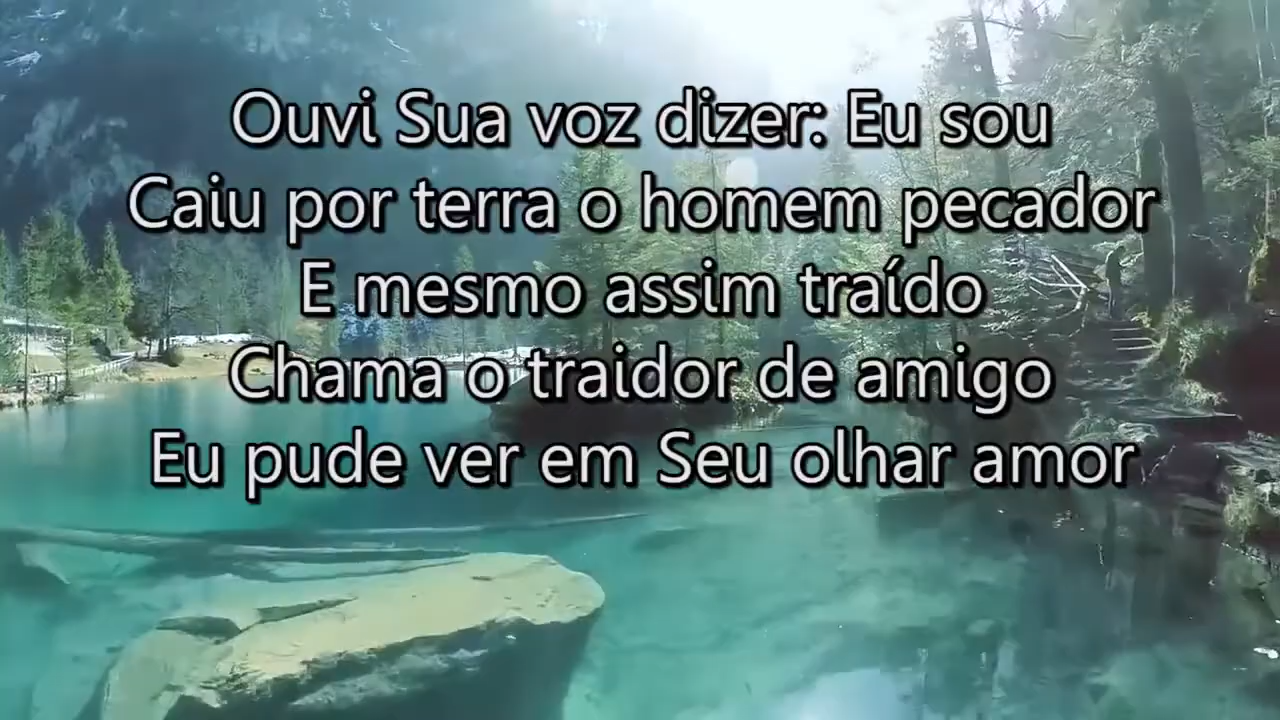 Ouvi Sua voz dizer: Eu sou
Caiu por terra o homem pecador
E mesmo assim traído
Chama o traidor de amigo
Eu pude ver em Seu olhar amor